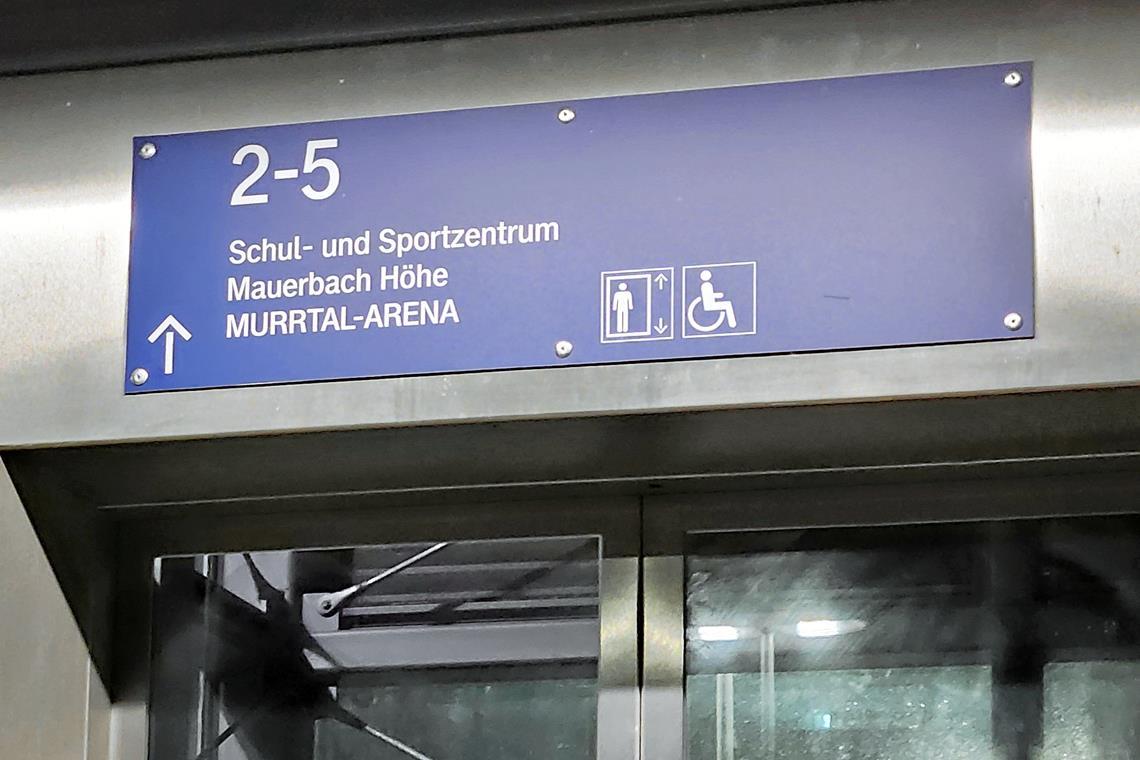 2-5
Schul- und Sportzentrum
Mauerbach Höhe
MURRTAL-ARENA